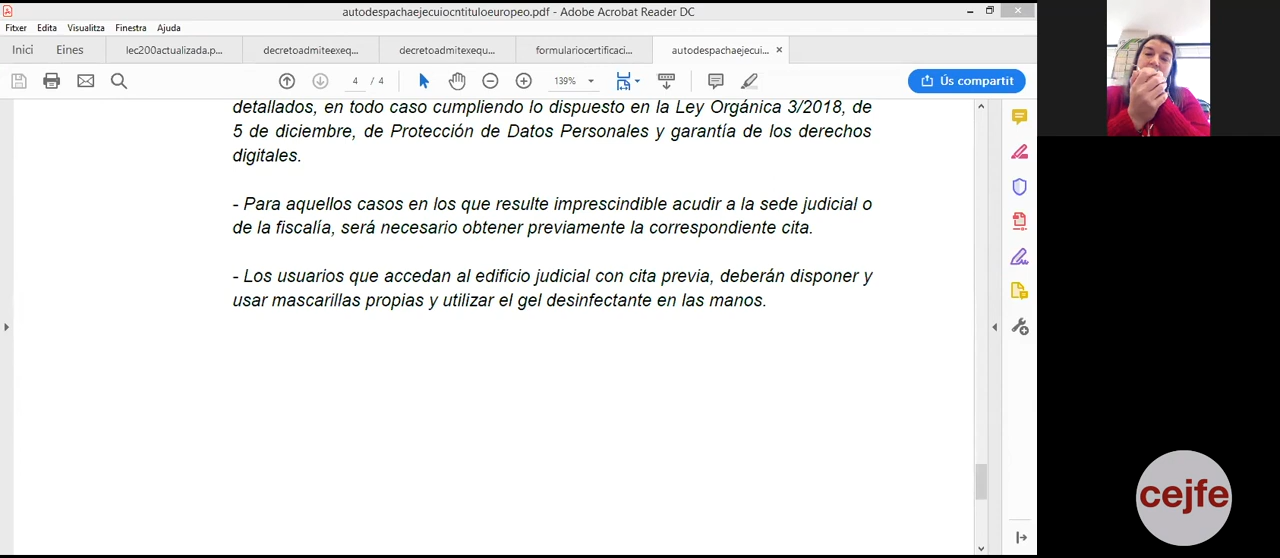 autodespachaejecuiocntituloeuropeo.pdf - Adobe Acrobat Reader DC
Fitxer Edita Visualitza Finestra Ajuda
Inici Eines lec200actualizada.p... decretoadmiteexeq... decretoadmitexequ... formulariocertificaci... autodespachaejecui...
4 / 4 139% Ús compartit
detallados, en todo caso cumpliendo lo dispuesto en la Ley Orgánica 3/2018, de
5 de diciembre, de Protección de Datos Personales y garantía de los derechos
digitales.
- Para aquellos casos en los que resulte imprescindible acudir a la sede judicial o
de la fiscalía, será necesario obtener previamente la correspondiente cita.
- Los usuarios que accedan al edificio judicial con cita previa, deberán disponer y
usar mascarillas propias y utilizar el gel desinfectante en las manos.
cejfe